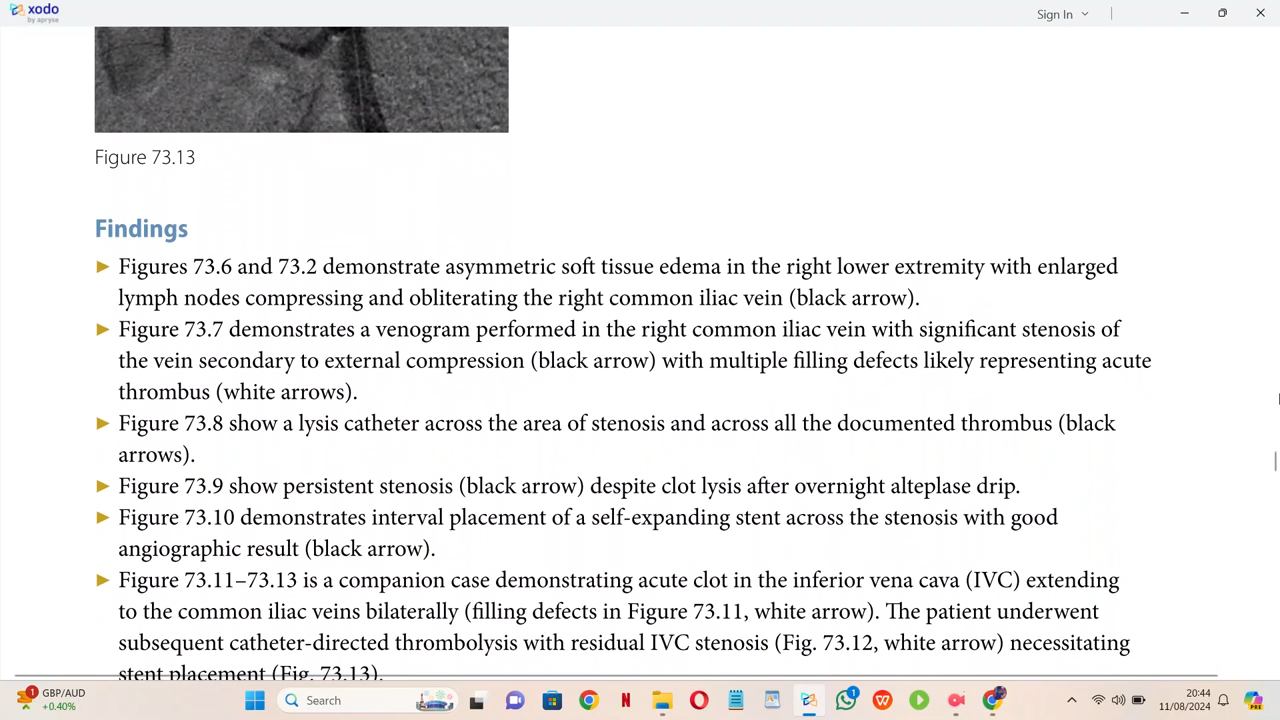 xodo
by apryse
Sign In
Figure 73.13
Findings
► Figures 73.6 and 73.2 demonstrate asymmetric soft tissue edema in the right lower extremity with enlarged
lymph nodes compressing and obliterating the right common iliac vein (black arrow).
► Figure 73.7 demonstrates a venogram performed in the right common iliac vein with significant stenosis of
the vein secondary to external compression (black arrow) with multiple filling defects likely representing acute
thrombus (white arrows).
► Figure 73.8 show a lysis catheter across the area of stenosis and across all the documented thrombus (black
arrows).
► Figure 73.9 show persistent stenosis (black arrow) despite clot lysis after overnight alteplase drip.
► Figure 73.10 demonstrates interval placement of a self-expanding stent across the stenosis with good
angiographic result (black arrow).
► Figure 73.11–73.13 is a companion case demonstrating acute clot in the inferior vena cava (IVC) extending
to the common iliac veins bilaterally (filling defects in Figure 73.11, white arrow). The patient underwent
subsequent catheter-directed thrombolysis with residual IVC stenosis (Fig. 73.12, white arrow) necessitating
stent placement (Fig. 73.13).
1
GBP/AUD
+0.40%
Search
N
1
W
20:44
11/08/2024
PRE